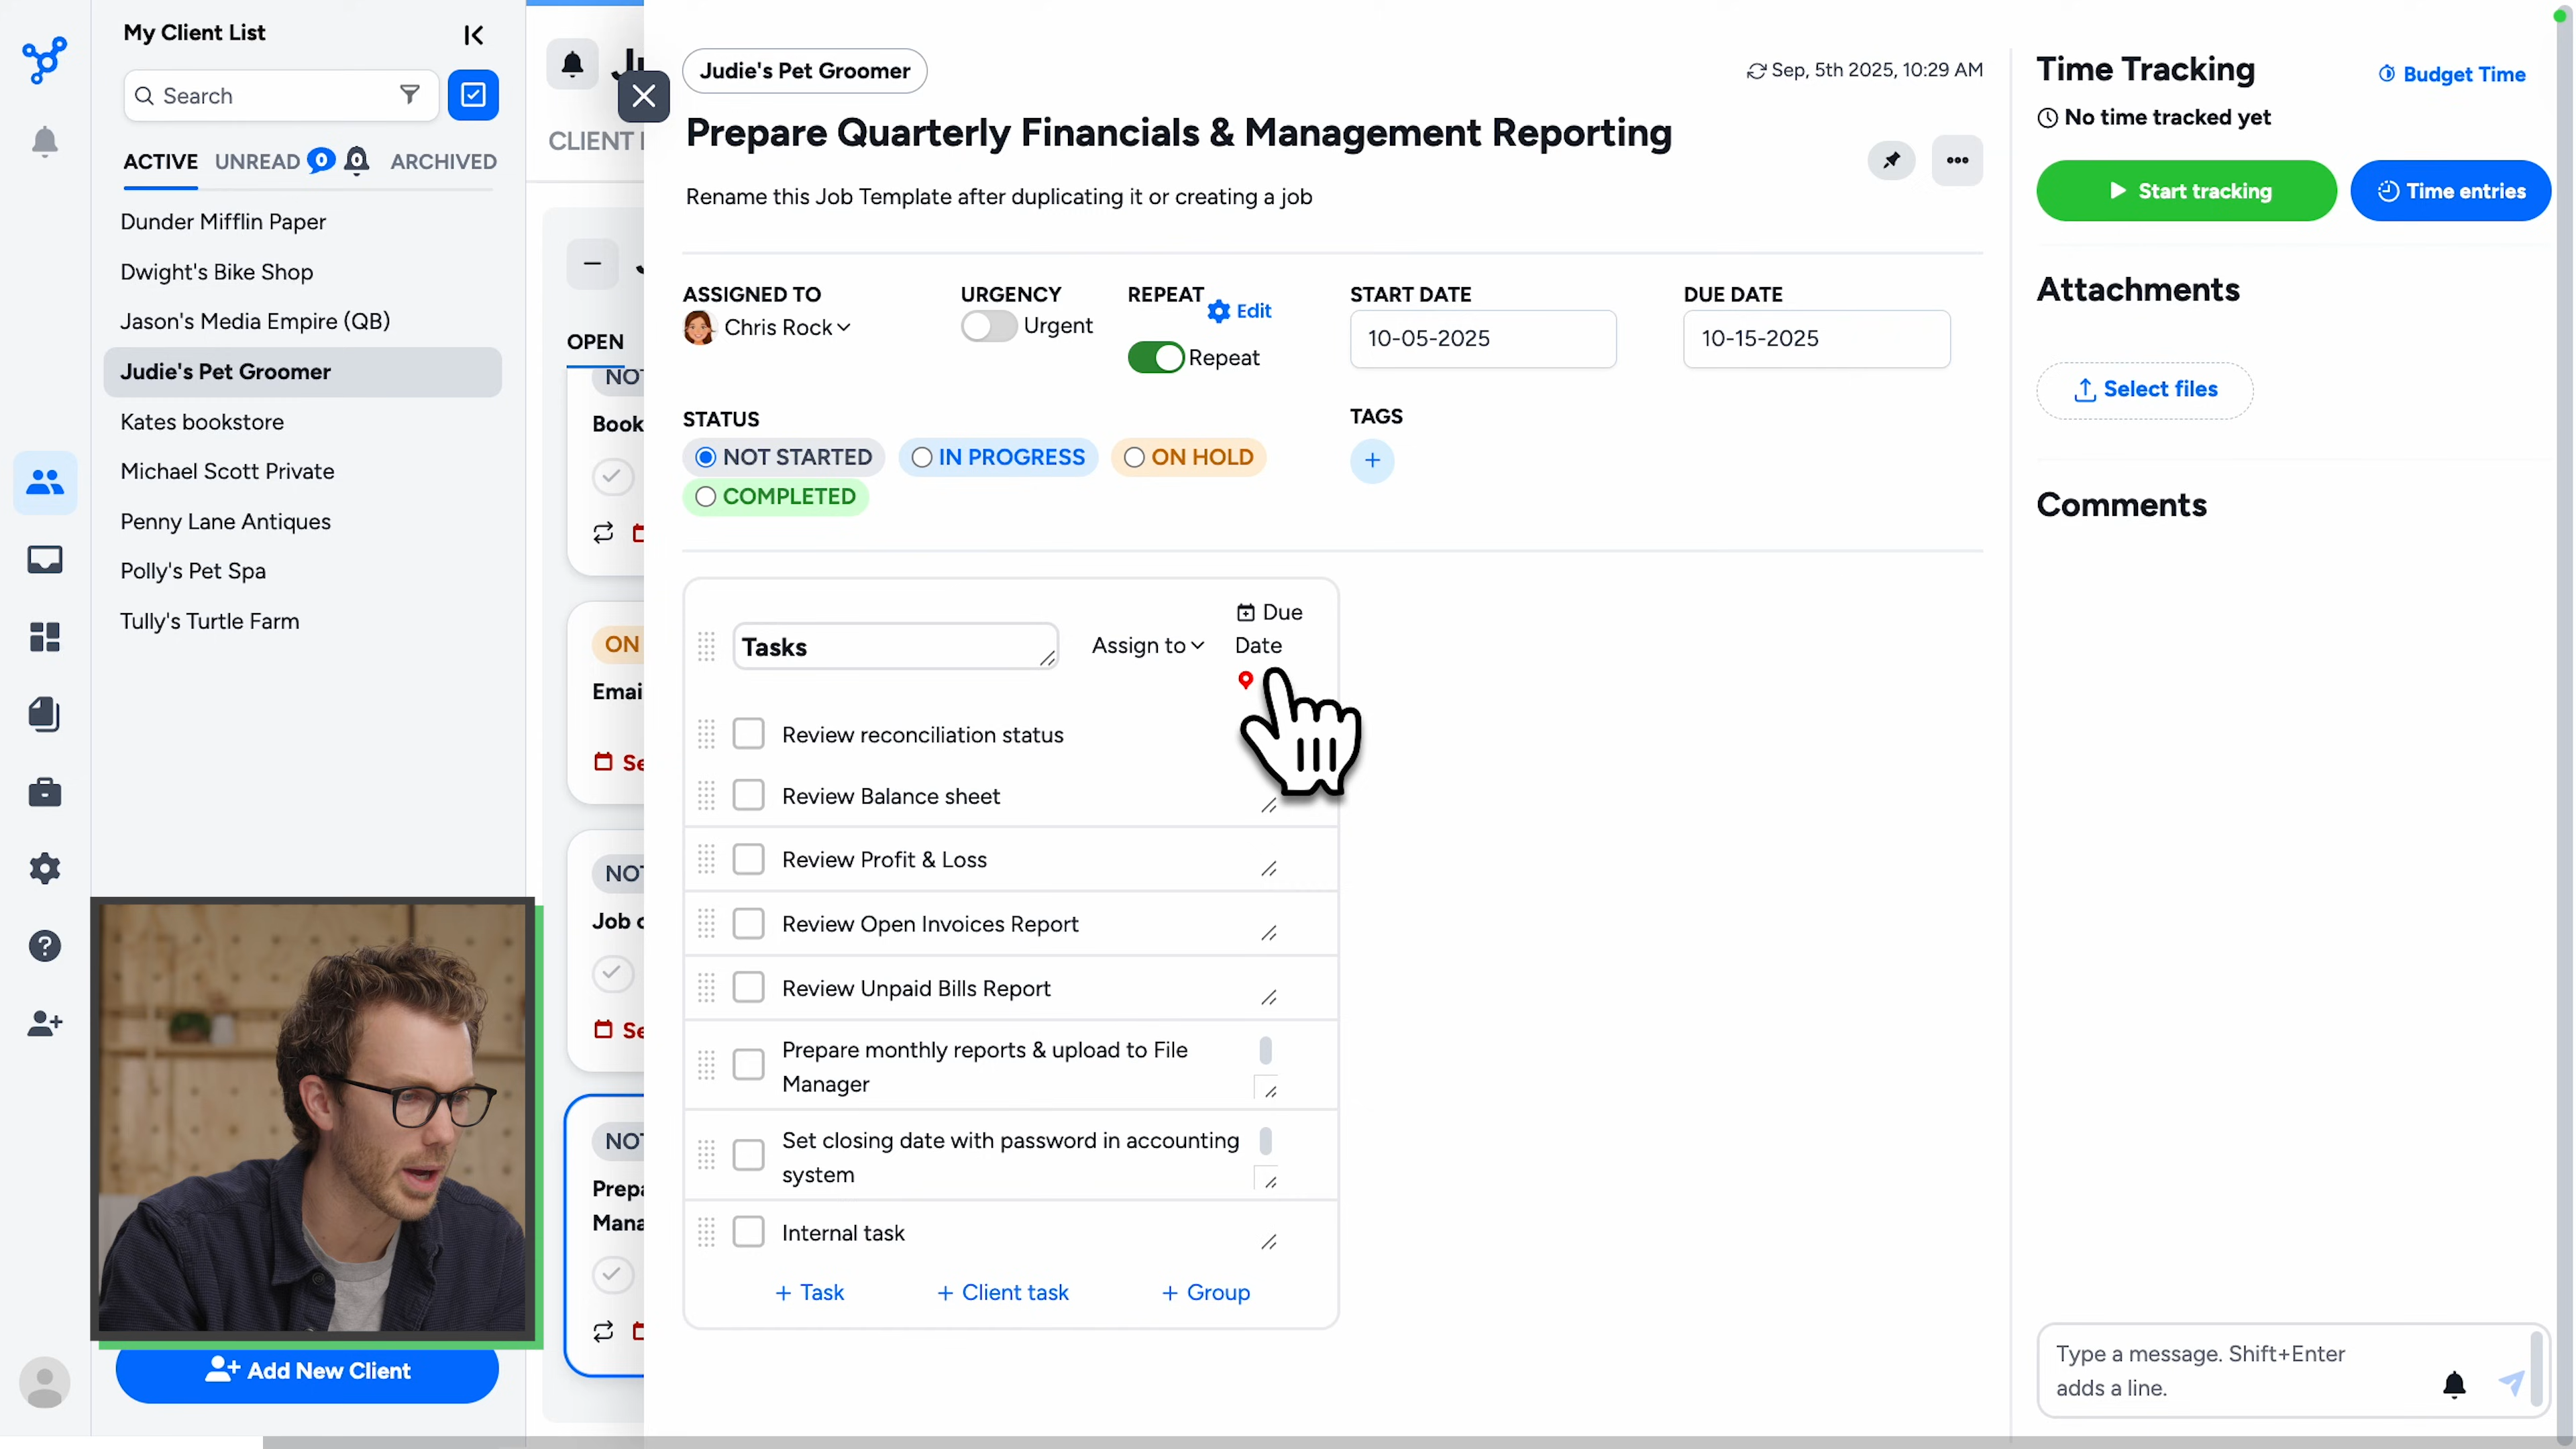 My Client List
Search
ACTIVE
UNREAD 0 0
ARCHIVED
Dunder Mifflin Paper
Dwight's Bike Shop
Jason's Media Empire (QB)
Judie's Pet Groomer
Kates bookstore
Michael Scott Private
Penny Lane Antiques
Polly's Pet Spa
Tully's Turtle Farm
Add New Client
CLIENT
OPEN
Book
ON
Emai
Se
Job
Se
Prepa
Mana
Judie's Pet Groomer
Sep, 5th 2025, 10:29 AM
Prepare Quarterly Financials & Management Reporting
Rename this Job Template after duplicating it or creating a job
ASSIGNED TO
Chris Rock
URGENCY
Urgent
REPEAT
Edit
Repeat
START DATE
10-05-2025
DUE DATE
10-15-2025
STATUS
NOT STARTED
IN PROGRESS
ON HOLD
COMPLETED
TAGS
+
Tasks
Assign to
Due
Date
Review reconciliation status
Review Balance sheet
Review Profit & Loss
Review Open Invoices Report
Review Unpaid Bills Report
Prepare monthly reports & upload to File
Manager
Set closing date with password in accounting
system
Internal task
+ Task
+ Client task
+ Group
Time Tracking
Budget Time
No time tracked yet
Start tracking
Time entries
Attachments
Select files
Comments
Type a message. Shift+Enter
adds a line.